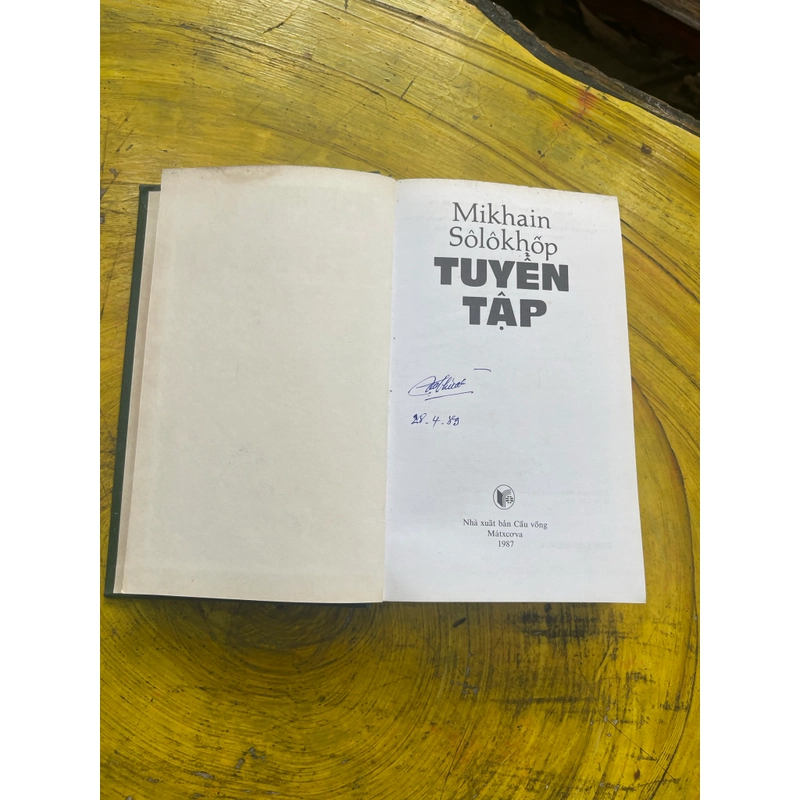 Mikhain
Sôlôkhốp
TUYỂN
TẬP
28-4-89
Nhà xuất bản Cầu vồng
Mátxcơva
1987